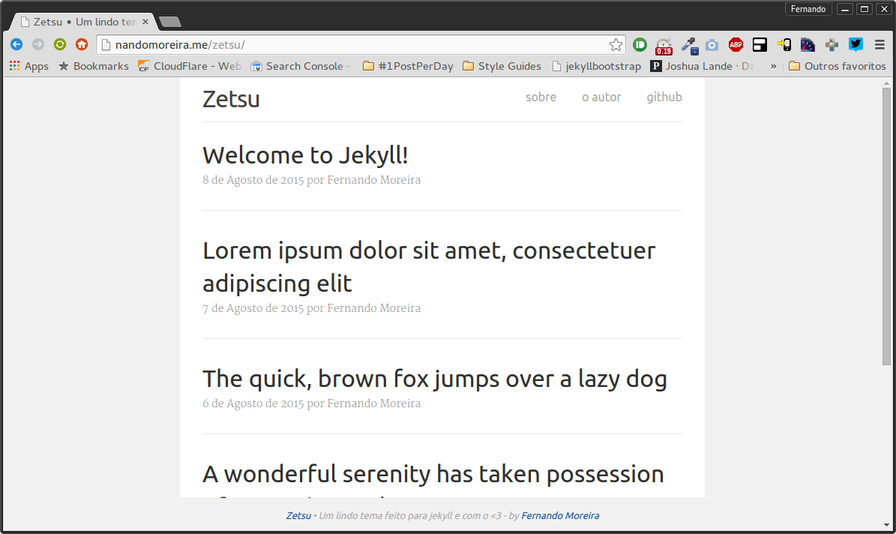 Fernando
Zetsu • Um lindo ten
nandomoreira.me/zetsu/
0.19
ABP
Apps
Bookmarks
CF CloudFlare - Web
Search Console -
#1PostPerDay
Style Guides
jekyllbootstrap
P Joshua Lande · Da
»
Outros favoritos
Zetsu
sobre
o autor
github
Welcome to Jekyll!
8 de Agosto de 2015 por Fernando Moreira
Lorem ipsum dolor sit amet, consectetuer
adipiscing elit
7 de Agosto de 2015 por Fernando Moreira
The quick, brown fox jumps over a lazy dog
6 de Agosto de 2015 por Fernando Moreira
A wonderful serenity has taken possession
Zetsu - Um lindo tema feito para jekyll e com o <3 - by Fernando Moreira